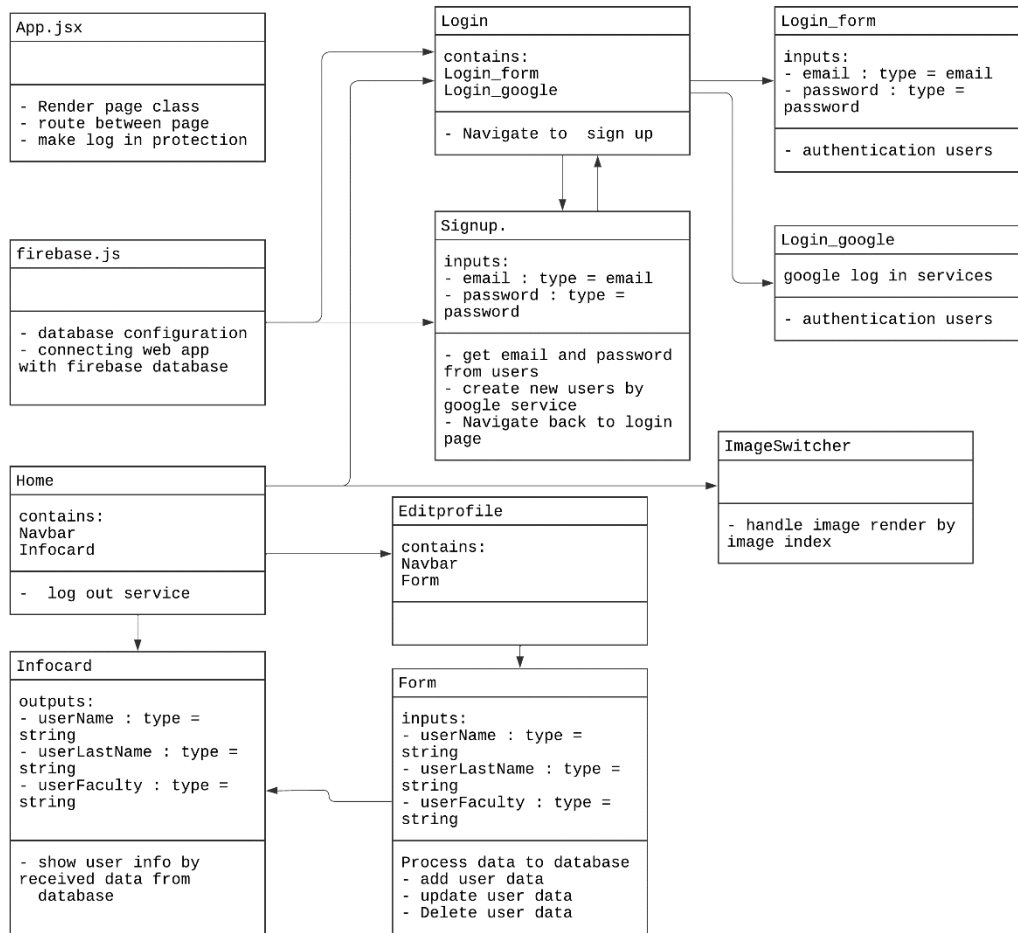 App.jsx
- Render page class
- route between page
- make log in protection
Login
contains:
Login_form
Login_google
- Navigate to  sign up
Login_form
inputs:
- email : type = email
- password : type =
password
- authentication users
firebase.js
- database configuration
- connecting web app
with firebase database
Signup.
inputs:
- email : type = email
- password : type =
password
- get email and password
from users
- create new users by
google service
- Navigate back to login
page
Login_google
google log in services
- authentication users
Home
contains:
Navbar
Infocard
-  log out service
Editprofile
contains:
Navbar
Form
ImageSwitcher
- handle image render by
image index
Infocard
outputs:
- userName : type =
string
- userLastName : type =
string
- userFaculty : type =
string
- show user info by
received data from
database
Form
inputs:
- userName : type =
string
- userLastName : type =
string
- userFaculty : type =
string
Process data to database
- add user data
- update user data
- Delete user data